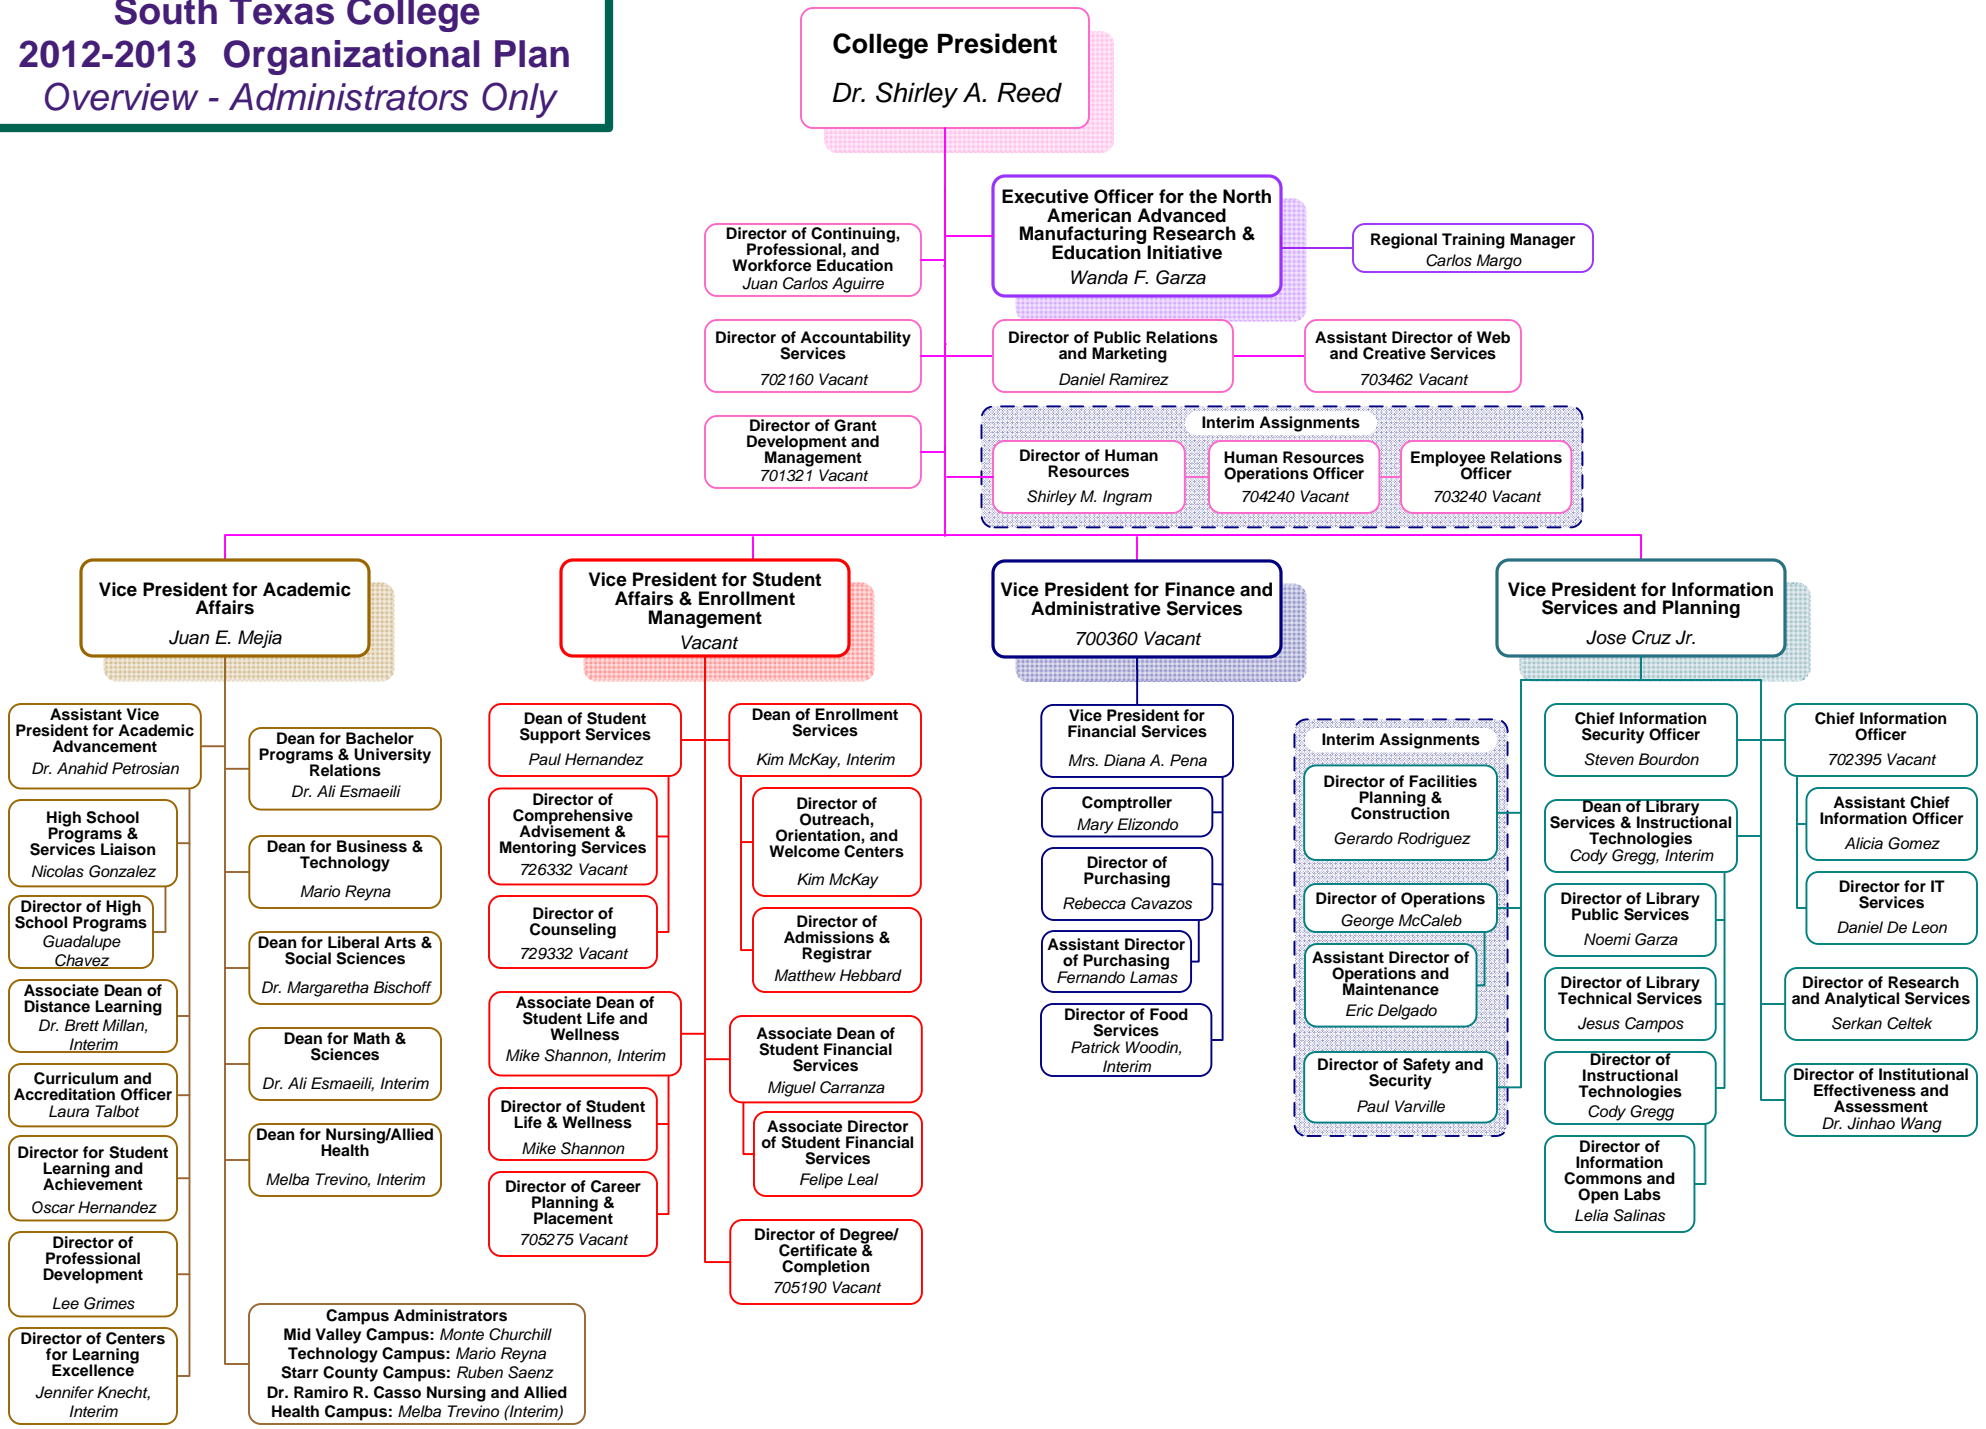 South Texas College
2012-2013 Organizational Plan
Overview - Administrators Only
College President
Dr. Shirley A. Reed
Executive Officer for the North
American Advanced
Manufacturing Research &
Education Initiative
Wanda F. Garza
Regional Training Manager
Carlos Margo
Director of Continuing,
Professional, and
Workforce Education
Juan Carlos Aguirre
Director of Accountability
Services
702160 Vacant
Director of Public Relations
and Marketing
Daniel Ramirez
Assistant Director of Web
and Creative Services
703462 Vacant
Director of Grant
Development and
Management
701321 Vacant
Interim Assignments
Director of Human
Resources
Shirley M. Ingram
Human Resources
Operations Officer
704240 Vacant
Employee Relations
Officer
703240 Vacant
Vice President for Academic
Affairs
Juan E. Mejia
Vice President for Student
Affairs & Enrollment
Management
Vacant
Vice President for Finance and
Administrative Services
700360 Vacant
Vice President for Information
Services and Planning
Jose Cruz Jr.
Assistant Vice
President for Academic
Advancement
Dr. Anahid Petrosian
High School
Programs &
Services Liaison
Nicolas Gonzalez
Director of High
School Programs
Guadalupe
Chavez
Associate Dean of
Distance Learning
Dr. Brett Millan,
Interim
Curriculum and
Accreditation Officer
Laura Talbot
Director for Student
Learning and
Achievement
Oscar Hernandez
Director of
Professional
Development
Lee Grimes
Director of Centers
for Learning
Excellence
Jennifer Knecht,
Interim
Dean for Bachelor
Programs & University
Relations
Dr. Ali Esmaeili
Dean for Business &
Technology
Mario Reyna
Dean for Liberal Arts &
Social Sciences
Dr. Margaretha Bischoff
Dean for Math &
Sciences
Dr. Ali Esmaeili, Interim
Dean for Nursing/Allied
Health
Melba Trevino, Interim
Campus Administrators
Mid Valley Campus: Monte Churchill
Technology Campus: Mario Reyna
Starr County Campus: Ruben Saenz
Dr. Ramiro R. Casso Nursing and Allied
Health Campus: Melba Trevino (Interim)
Dean of Student
Support Services
Paul Hernandez
Director of
Comprehensive
Advisement &
Mentoring Services
726332 Vacant
Director of
Counseling
729332 Vacant
Associate Dean of
Student Life and
Wellness
Mike Shannon, Interim
Director of Student
Life & Wellness
Mike Shannon
Director of Career
Planning &
Placement
705275 Vacant
Dean of Enrollment
Services
Kim McKay, Interim
Director of
Outreach,
Orientation, and
Welcome Centers
Kim McKay
Director of
Admissions &
Registrar
Matthew Hebbard
Associate Dean of
Student Financial
Services
Miguel Carranza
Associate Director
of Student Financial
Services
Felipe Leal
Director of Degree/
Certificate &
Completion
705190 Vacant
Vice President for
Financial Services
Mrs. Diana A. Pena
Comptroller
Mary Elizondo
Director of
Purchasing
Rebecca Cavazos
Assistant Director
of Purchasing
Fernando Lamas
Director of Food
Services
Patrick Woodin,
Interim
Interim Assignments
Director of Facilities
Planning &
Construction
Gerardo Rodriguez
Director of Operations
George McCaleb
Assistant Director of
Operations and
Maintenance
Eric Delgado
Director of Safety and
Security
Paul Varville
Chief Information
Security Officer
Steven Bourdon
Dean of Library
Services & Instructional
Technologies
Cody Gregg, Interim
Director of Library
Public Services
Noemi Garza
Director of Library
Technical Services
Jesus Campos
Director of
Instructional
Technologies
Cody Gregg
Director of
Information
Commons and
Open Labs
Lelia Salinas
Chief Information
Officer
702395 Vacant
Assistant Chief
Information Officer
Alicia Gomez
Director for IT
Services
Daniel De Leon
Director of Research
and Analytical Services
Serkan Celtek
Director of Institutional
Effectiveness and
Assessment
Dr. Jinhao Wang